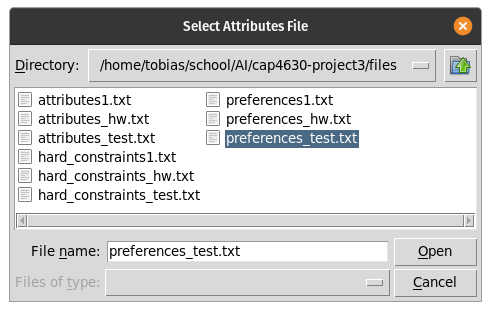 Select Attributes File
Directory: /home/tobias/school/AI/cap4630-project3/files
attributes1.txt
attributes_hw.txt
attributes_test.txt
hard_constraints1.txt
hard_constraints_hw.txt
hard_constraints_test.txt
preferences1.txt
preferences_hw.txt
preferences_test.txt
File name: preferences_test.txt Open
Files of type: Cancel